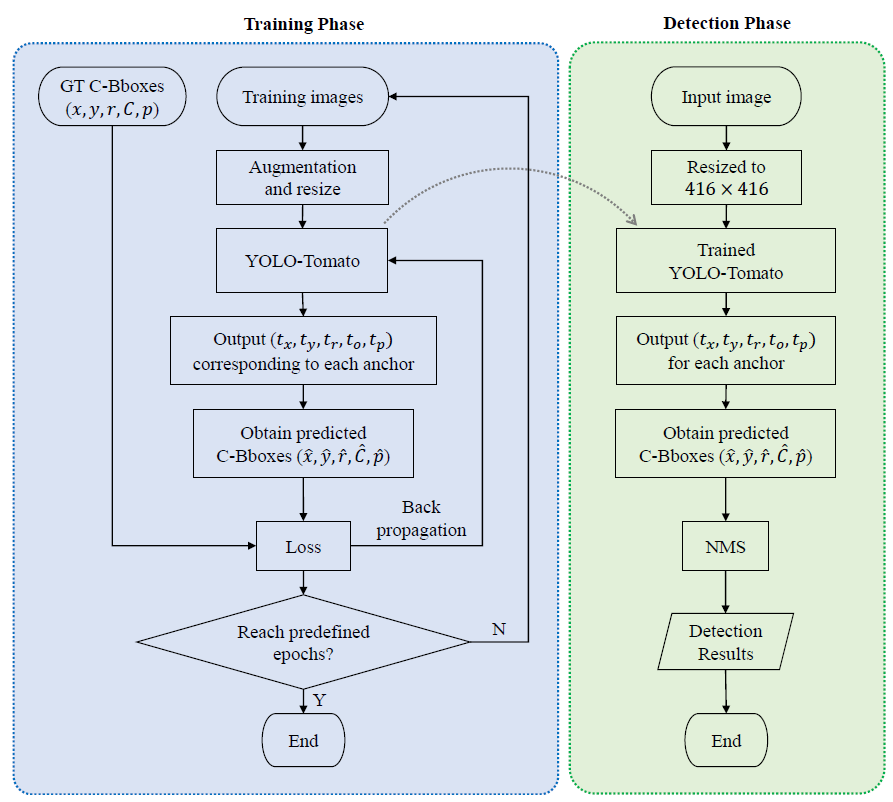 Training Phase
GT C-Bboxes
(x, y, r, C, p)
Training images
Augmentation
and resize
YOLO-Tomato
Output (tₓ, t_y, t_r, t_o, t_p)
corresponding to each anchor
Obtain predicted
C-Bboxes (x̂, ŷ, r̂, Ĉ, p̂)
Back
propagation
Loss
Reach predefined
epochs?
N
Y
End
Detection Phase
Input image
Resized to
416 × 416
Trained
YOLO-Tomato
Output (tₓ, t_y, t_r, t_o, t_p)
for each anchor
Obtain predicted
C-Bboxes (x̂, ŷ, r̂, Ĉ, p̂)
NMS
Detection
Results
End